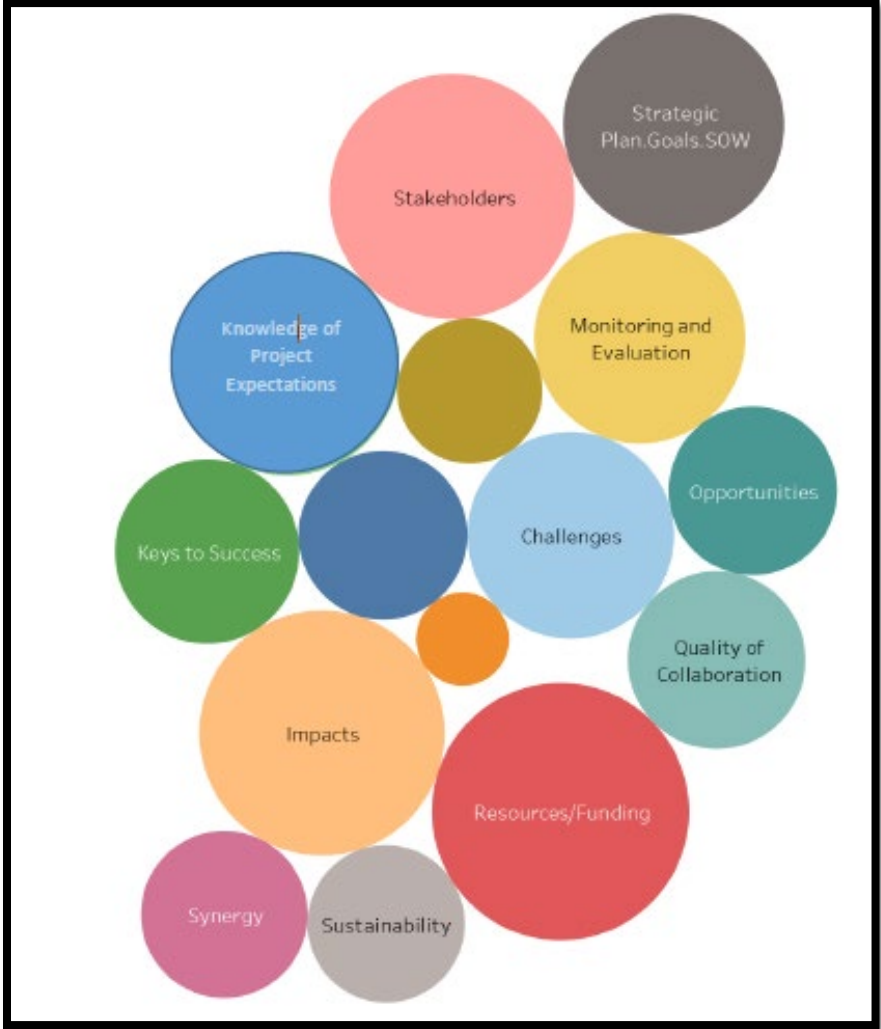 Strategic
Plan.Goals.SOW
Stakeholders
Knowledge of
Project
Expectations
Monitoring and
Evaluation
Opportunities
Challenges
Keys to Success
Quality of
Collaboration
Impacts
Resources/Funding
Synergy
Sustainability